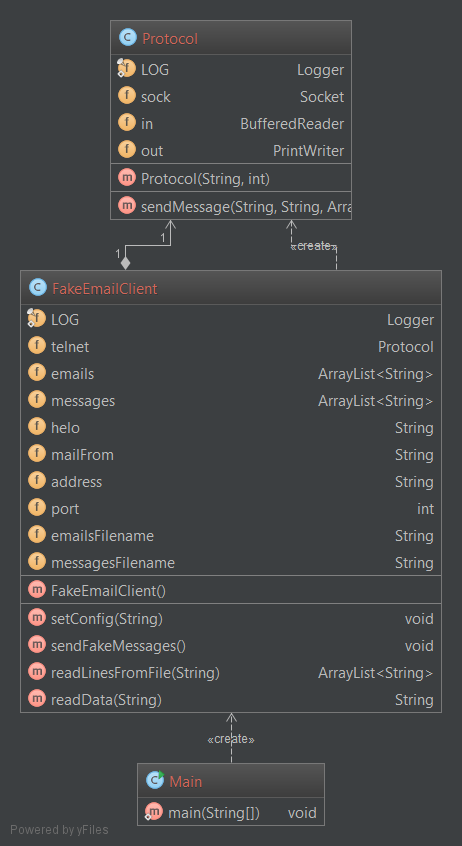 C Protocol
f LOG Logger
f sock Socket
f in BufferedReader
f out PrintWriter
m Protocol(String, int)
m sendMessage(String, String, Arra
1
1
«create»
C FakeEmailClient
f LOG Logger
f telnet Protocol
f emails ArrayList<String>
f messages ArrayList<String>
f helo String
f mailFrom String
f address String
f port int
f emailsFilename String
f messagesFilename String
m FakeEmailClient()
m setConfig(String) void
m sendFakeMessages() void
m readLinesFromFile(String) ArrayList<String>
m readData(String) String
«create»
C Main
m main(String[]) void
Powered by yFiles